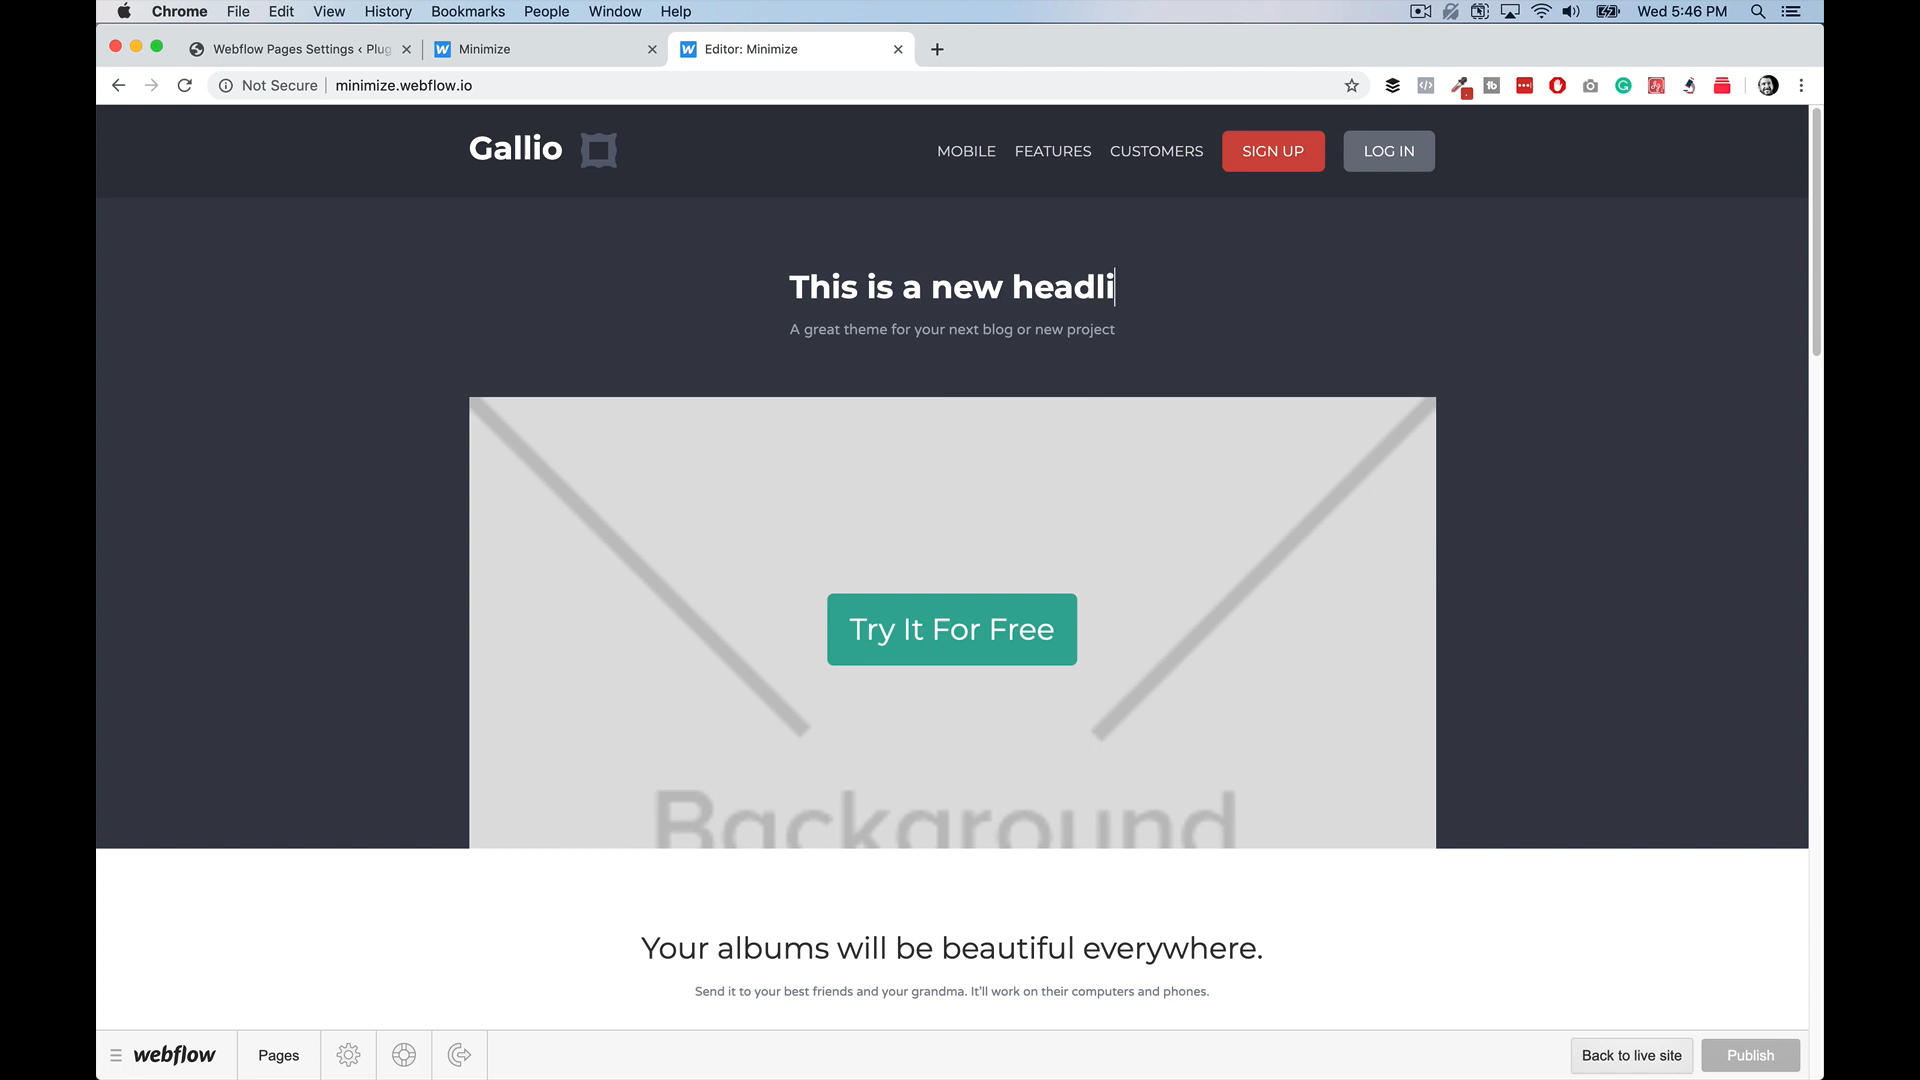 Chrome File Edit View History Bookmarks People Window Help Wed 5:46 PM
Webflow Pages Settings ‹ Plug Minimize Editor: Minimize
Not Secure minimize.webflow.io
Gallio MOBILE FEATURES CUSTOMERS SIGN UP LOG IN
This is a new headli
A great theme for your next blog or new project
Try It For Free
Background
Your albums will be beautiful everywhere.
Send it to your best friends and your grandma. It'll work on their computers and phones.
webflow Pages Back to live site Publish